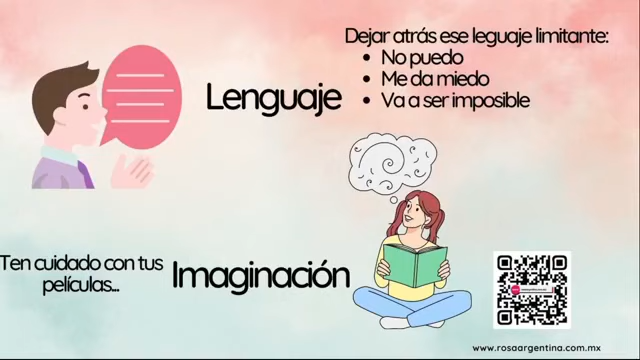 Lenguaje
Dejar atrás ese leguaje limitante:
• No puedo
• Me da miedo
• Va a ser imposible
Ten cuidado con tus
películas...
Imaginación
www.rosaargentina.com.mx